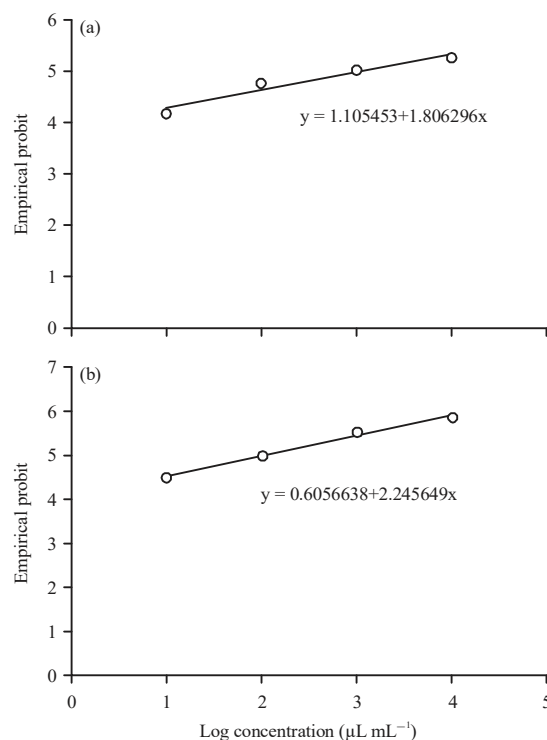 (a)
6
5
4
3
2
1
0
Empirical probit
y = 1.105453+1.806296x
(b)
7
6
5
4
3
2
1
0
Empirical probit
y = 0.6056638+2.245649x
0 1 2 3 4 5
Log concentration (µL mL⁻¹)